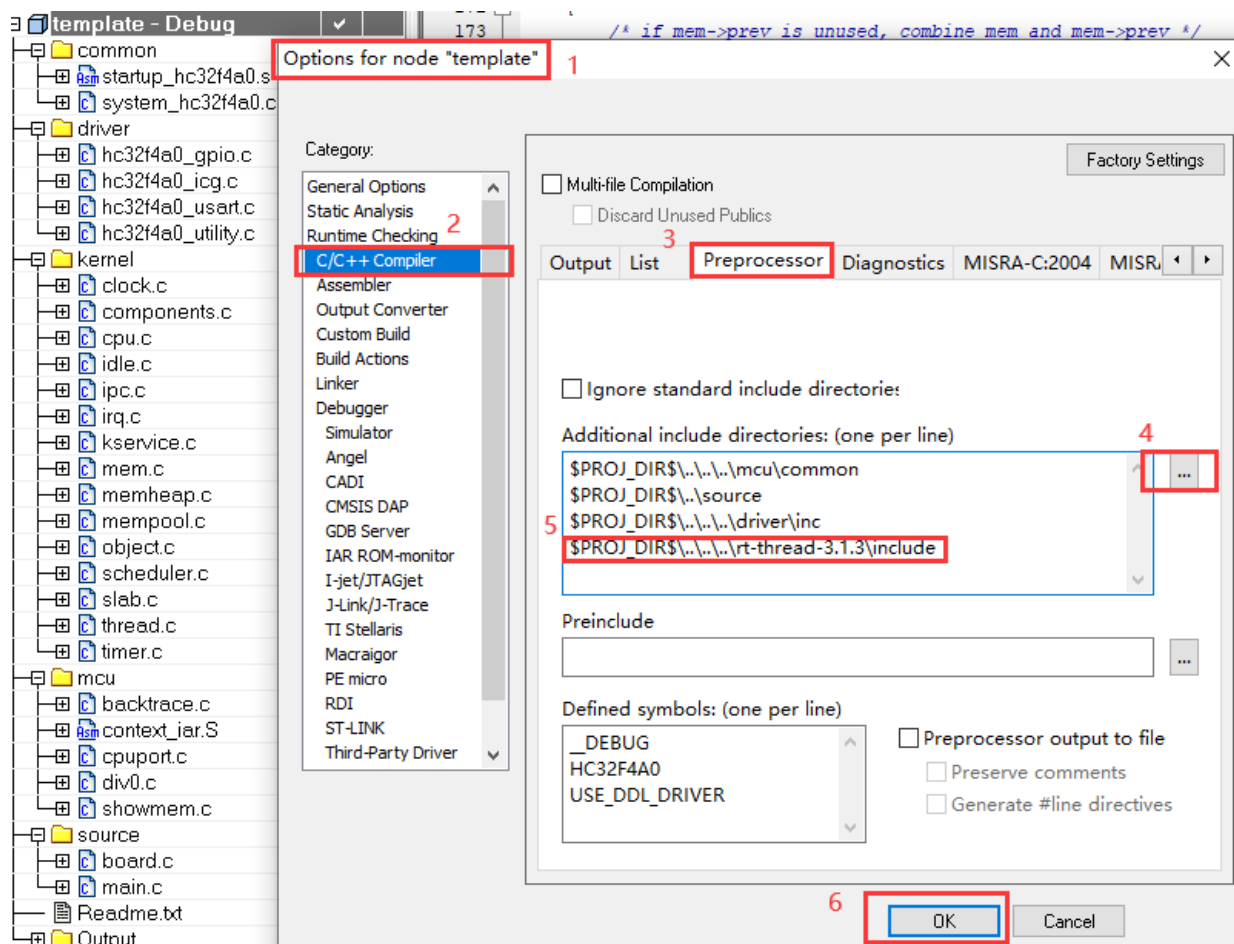 template - Debug
173
/* if mem->prev is unused, combine mem and mem->prev */
common
startup_hc32f4a0.s
system_hc32f4a0.c
driver
hc32f4a0_gpio.c
hc32f4a0_icg.c
hc32f4a0_usart.c
hc32f4a0_utility.c
kernel
clock.c
components.c
cpu.c
idle.c
ipc.c
irq.c
kservice.c
mem.c
memheap.c
mempool.c
object.c
scheduler.c
slab.c
thread.c
timer.c
mcu
backtrace.c
context_iar.S
cpuport.c
div0.c
showmem.c
source
board.c
main.c
Readme.txt
Output
Options for node "template"
1
Category:
General Options
Static Analysis
Runtime Checking
2
C/C++ Compiler
Assembler
Output Converter
Custom Build
Build Actions
Linker
Debugger
Simulator
Angel
CADI
CMSIS DAP
GDB Server
IAR ROM-monitor
I-jet/JTAGjet
J-Link/J-Trace
TI Stellaris
Macraigor
PE micro
RDI
ST-LINK
Third-Party Driver
Factory Settings
Multi-file Compilation
Discard Unused Publics
3
Output List Preprocessor Diagnostics MISRA-C:2004 MISRA
Ignore standard include directories
Additional include directories: (one per line)
4
...
$PROJ_DIR$\..\..\..\mcu\common
$PROJ_DIR$\..\source
$PROJ_DIR$\..\..\..\driver\inc
5
$PROJ_DIR$\..\..\..\rt-thread-3.1.3\include
Preinclude
...
Defined symbols: (one per line)
__DEBUG
HC32F4A0
USE_DDL_DRIVER
Preprocessor output to file
Preserve comments
Generate #line directives
6
OK
Cancel